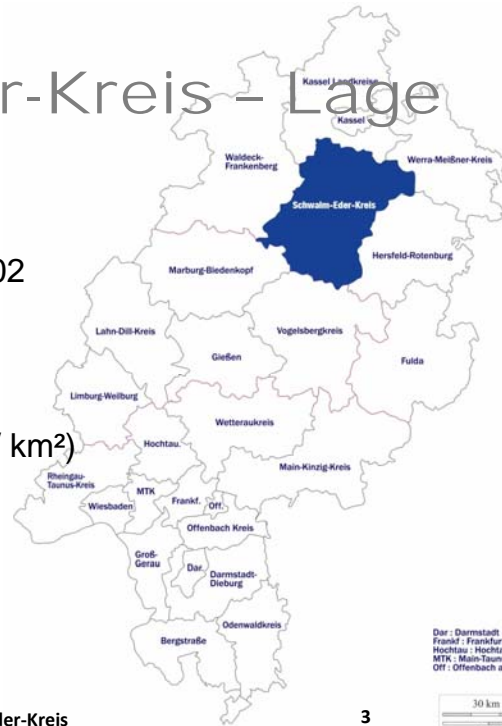 r-Kreis – Lage
02
km²)
Kassel Landkreise
Kassel
Waldeck-
Frankenberg
Werra-Meißner-Kreis
Schwalm-Eder-Kreis
Hersfeld-Rotenburg
Marburg-Biedenkopf
Lahn-Dill-Kreis
Vogelsbergkreis
Gießen
Fulda
Limburg-Weilburg
Wetteraukreis
Hochtau.
Main-Kinzig-Kreis
Rheingau-
Taunus-Kreis
MTK
Frankf.
Off.
Wiesbaden
Offenbach Kreis
Groß-
Gerau
Dar.
Darmstadt-
Dieburg
Odenwaldkreis
Bergstraße
Dar : Darmstadt
Frankf : Frankfur
Hochtau : Hochta
MTK : Main-Taun
Off : Offenbach a
30 km
der-Kreis
3